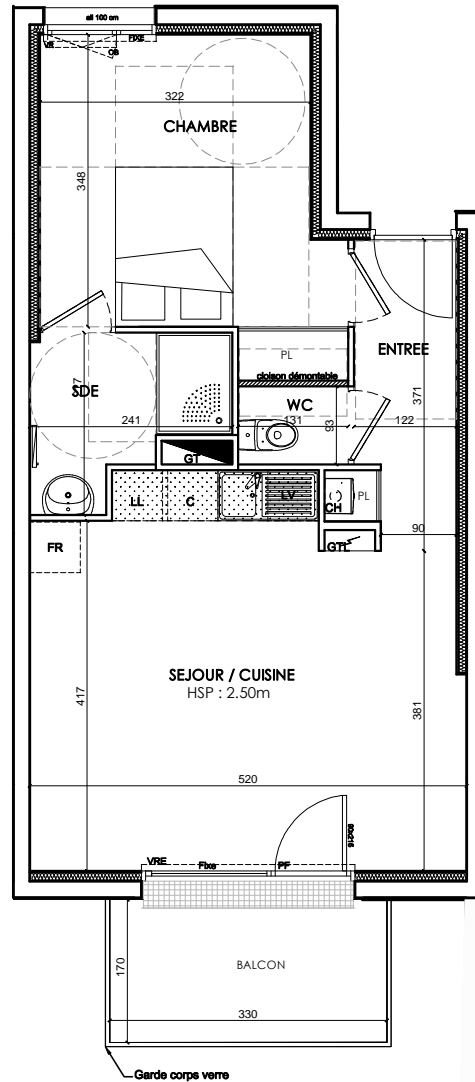 all 100 cm
VR
OB
FIXE
322
CHAMBRE
348
PL
ENTREE
cloison démontable
371
SDE
WC
241
131
93
122
GT
LL
C
LV
CH
PL
90
FR
GTL
SEJOUR / CUISINE
HSP : 2.50m
417
381
520
90x215
VRE
Fixe
PF
170
BALCON
330
Garde corps verre